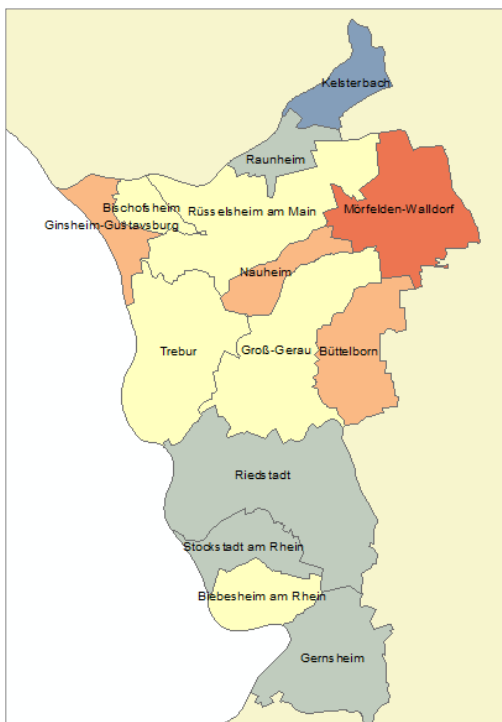 Kelsterbach
Raunheim
Bischofsheim
Rüsselsheim am Main
Mörfelden-Walldorf
Ginsheim-Gustavsburg
Nauheim
Trebur
Groß-Gerau
Büttelborn
Riedstadt
Stockstadt am Rhein
Biebesheim am Rhein
Gernsheim